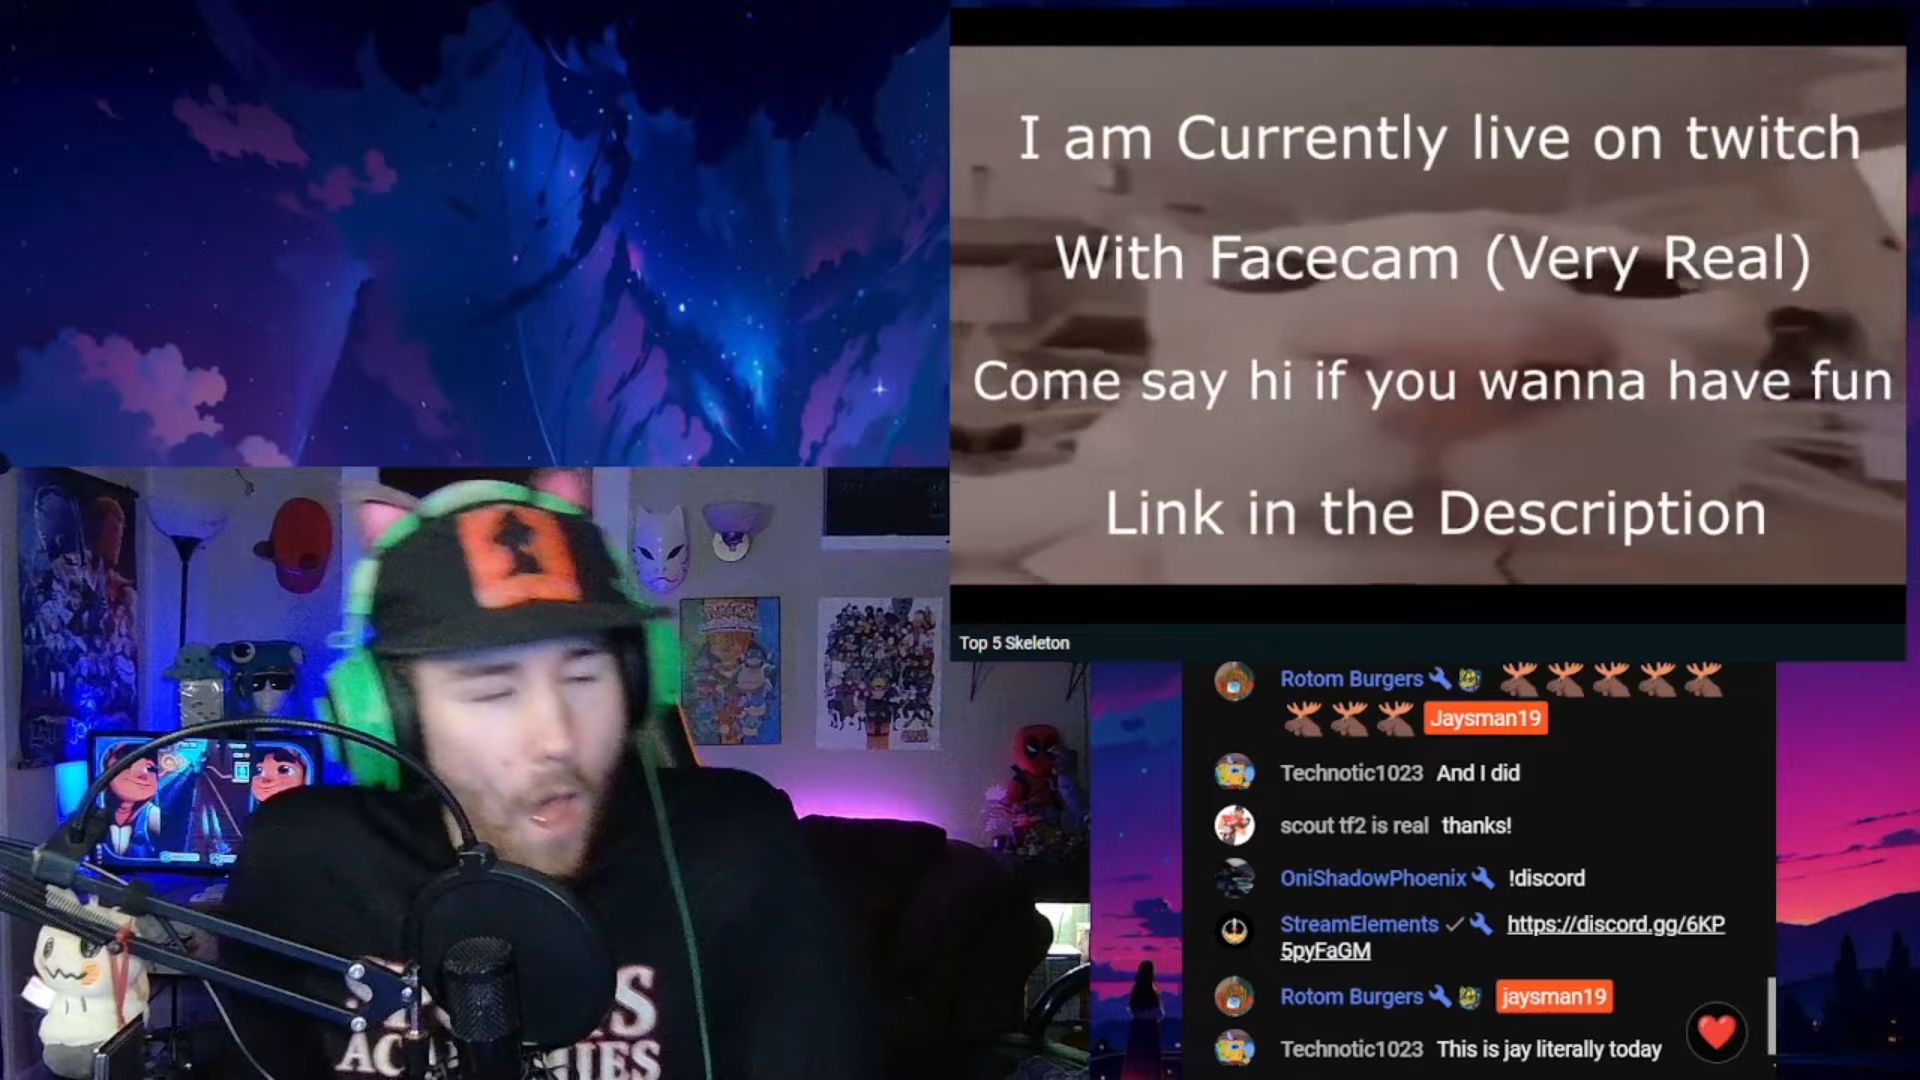 I am Currently live on twitch
With Facecam (Very Real)
Come say hi if you wanna have fun
Link in the Description
Top 5 Skeleton
Rotom Burgers
Jaysman19
Technotic1023 And I did
scout tf2 is real thanks!
OniShadowPhoenix !discord
StreamElements https://discord.gg/6KP
5pyFaGM
Rotom Burgers jaysman19
Technotic1023 This is jay literally today